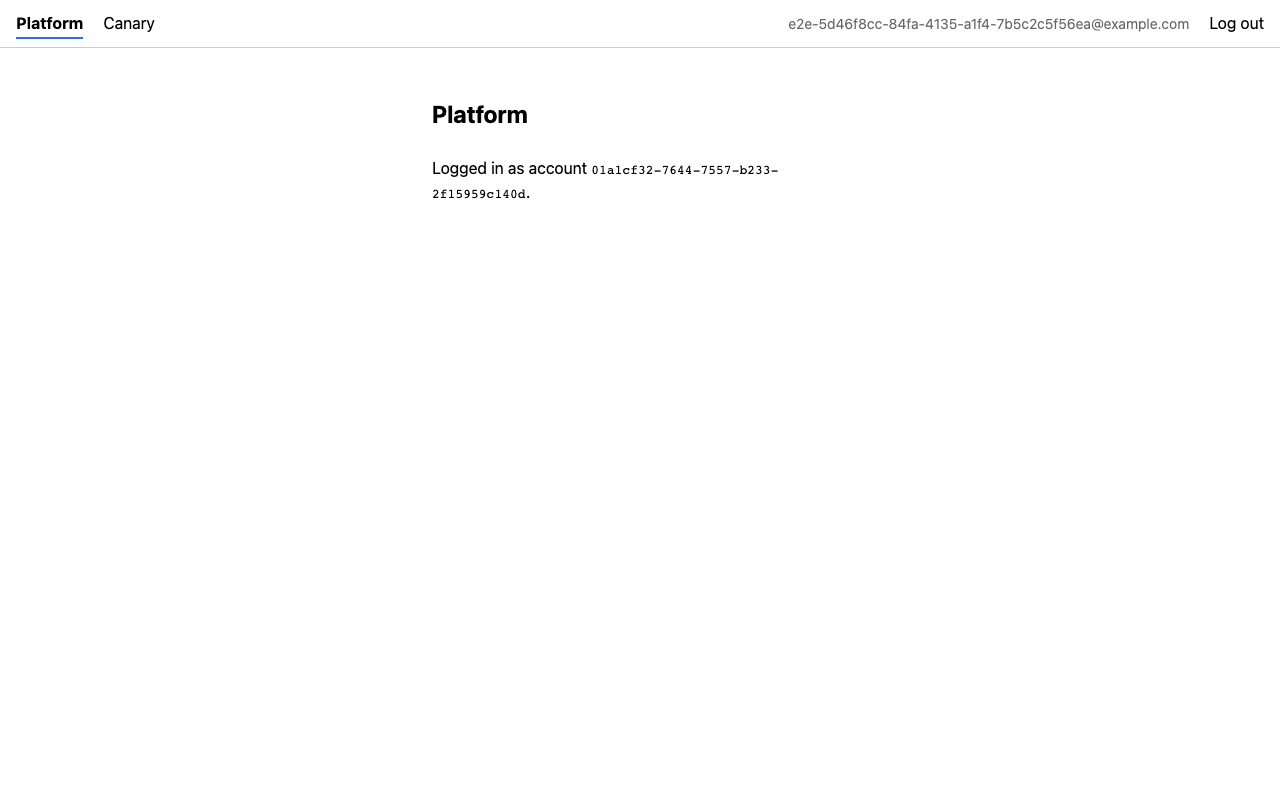 Platform Canary e2e-5d46f8cc-84fa-4135-a1f4-7b5c2c5f56ea@example.com Log out
Platform
Logged in as account 01a1cf32-7644-7557-b233-
2f15959c140d.